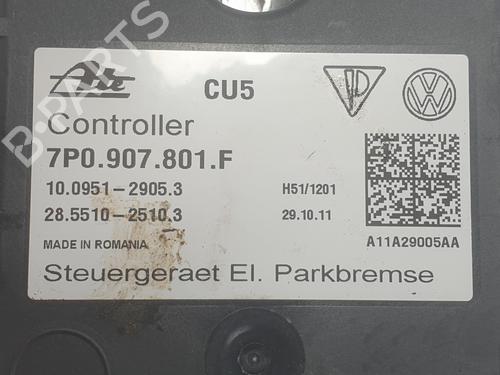 Ate
CU5
Controller
7P0.907.801.F
10.0951-2905.3
H51/1201
28.5510-2510.3
29.10.11
MADE IN ROMANIA
A11A29005AA
Steuergeraet El. Parkbremse
B-PARTS